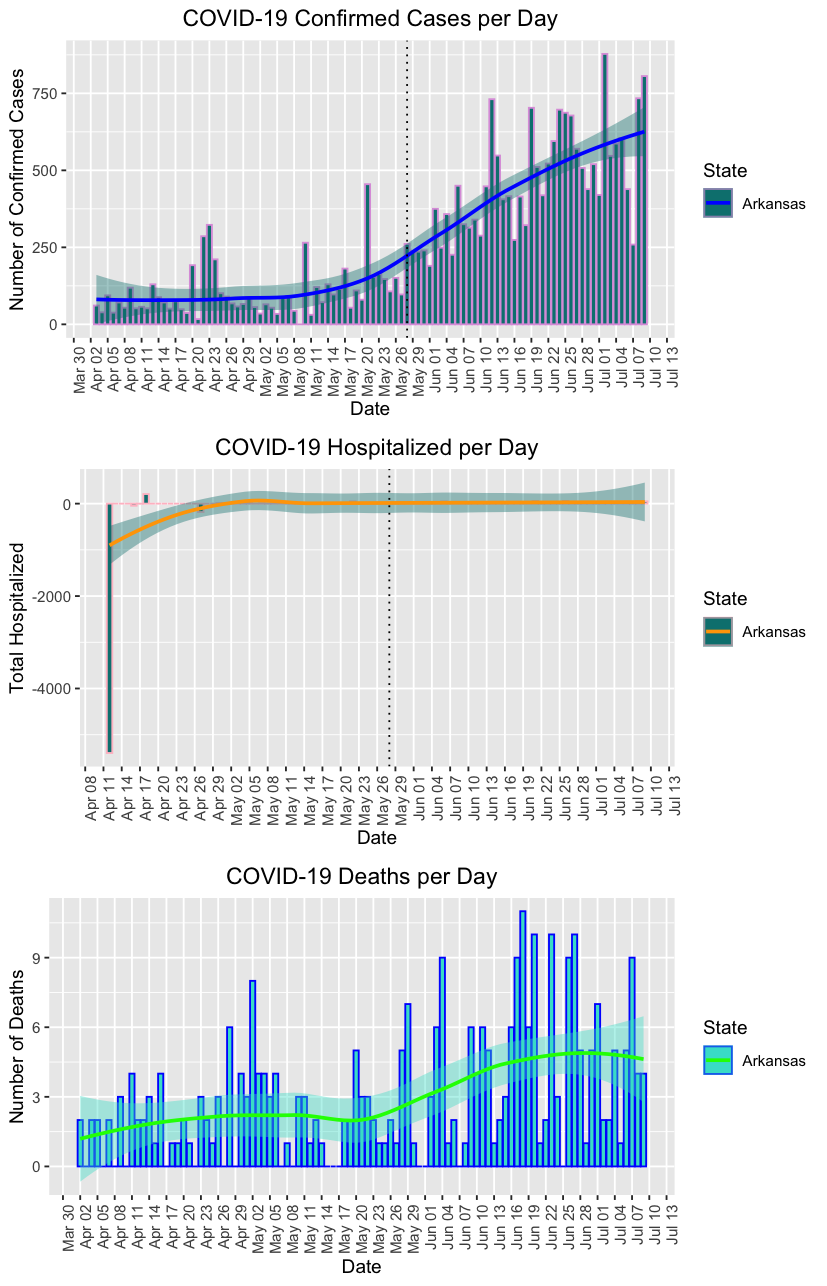 COVID-19 Confirmed Cases per Day
Number of Confirmed Cases
750
500
250
0
Mar 30
Apr 02
Apr 05
Apr 08
Apr 11
Apr 14
Apr 17
Apr 20
Apr 23
Apr 26
Apr 29
May 02
May 05
May 08
May 11
May 14
May 17
May 20
May 23
May 26
May 29
Jun 01
Jun 04
Jun 07
Jun 10
Jun 13
Jun 16
Jun 19
Jun 22
Jun 25
Jun 28
Jul 01
Jul 04
Jul 07
Jul 10
Jul 13
Date
State
Arkansas
COVID-19 Hospitalized per Day
Total Hospitalized
0
-2000
-4000
Apr 08
Apr 11
Apr 14
Apr 17
Apr 20
Apr 23
Apr 26
Apr 29
May 02
May 05
May 08
May 11
May 14
May 17
May 20
May 23
May 26
May 29
Jun 01
Jun 04
Jun 07
Jun 10
Jun 13
Jun 16
Jun 19
Jun 22
Jun 25
Jun 28
Jul 01
Jul 04
Jul 07
Jul 10
Jul 13
Date
State
Arkansas
COVID-19 Deaths per Day
Number of Deaths
9
6
3
0
Mar 30
Apr 02
Apr 05
Apr 08
Apr 11
Apr 14
Apr 17
Apr 20
Apr 23
Apr 26
Apr 29
May 02
May 05
May 08
May 11
May 14
May 17
May 20
May 23
May 26
May 29
Jun 01
Jun 04
Jun 07
Jun 10
Jun 13
Jun 16
Jun 19
Jun 22
Jun 25
Jun 28
Jul 01
Jul 04
Jul 07
Jul 10
Jul 13
Date
State
Arkansas